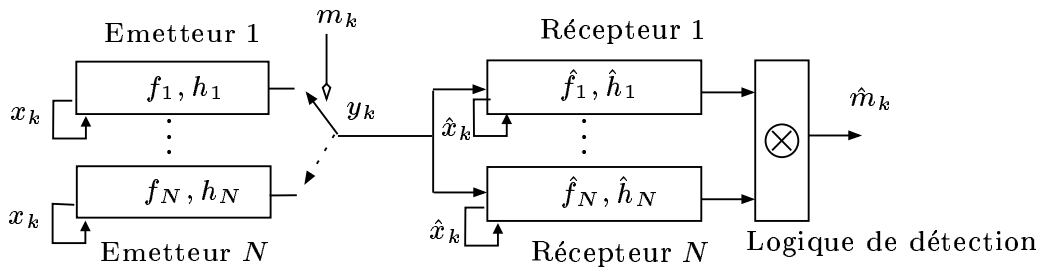 Emetteur 1
m_k
Récepteur 1
f_1, h_1
x_k
y_k
f̂_1, ĥ_1
x̂_k
m̂_k
⊗
f_N, h_N
x_k
Emetteur N
f̂_N, ĥ_N
x̂_k
Récepteur N
Logique de détection